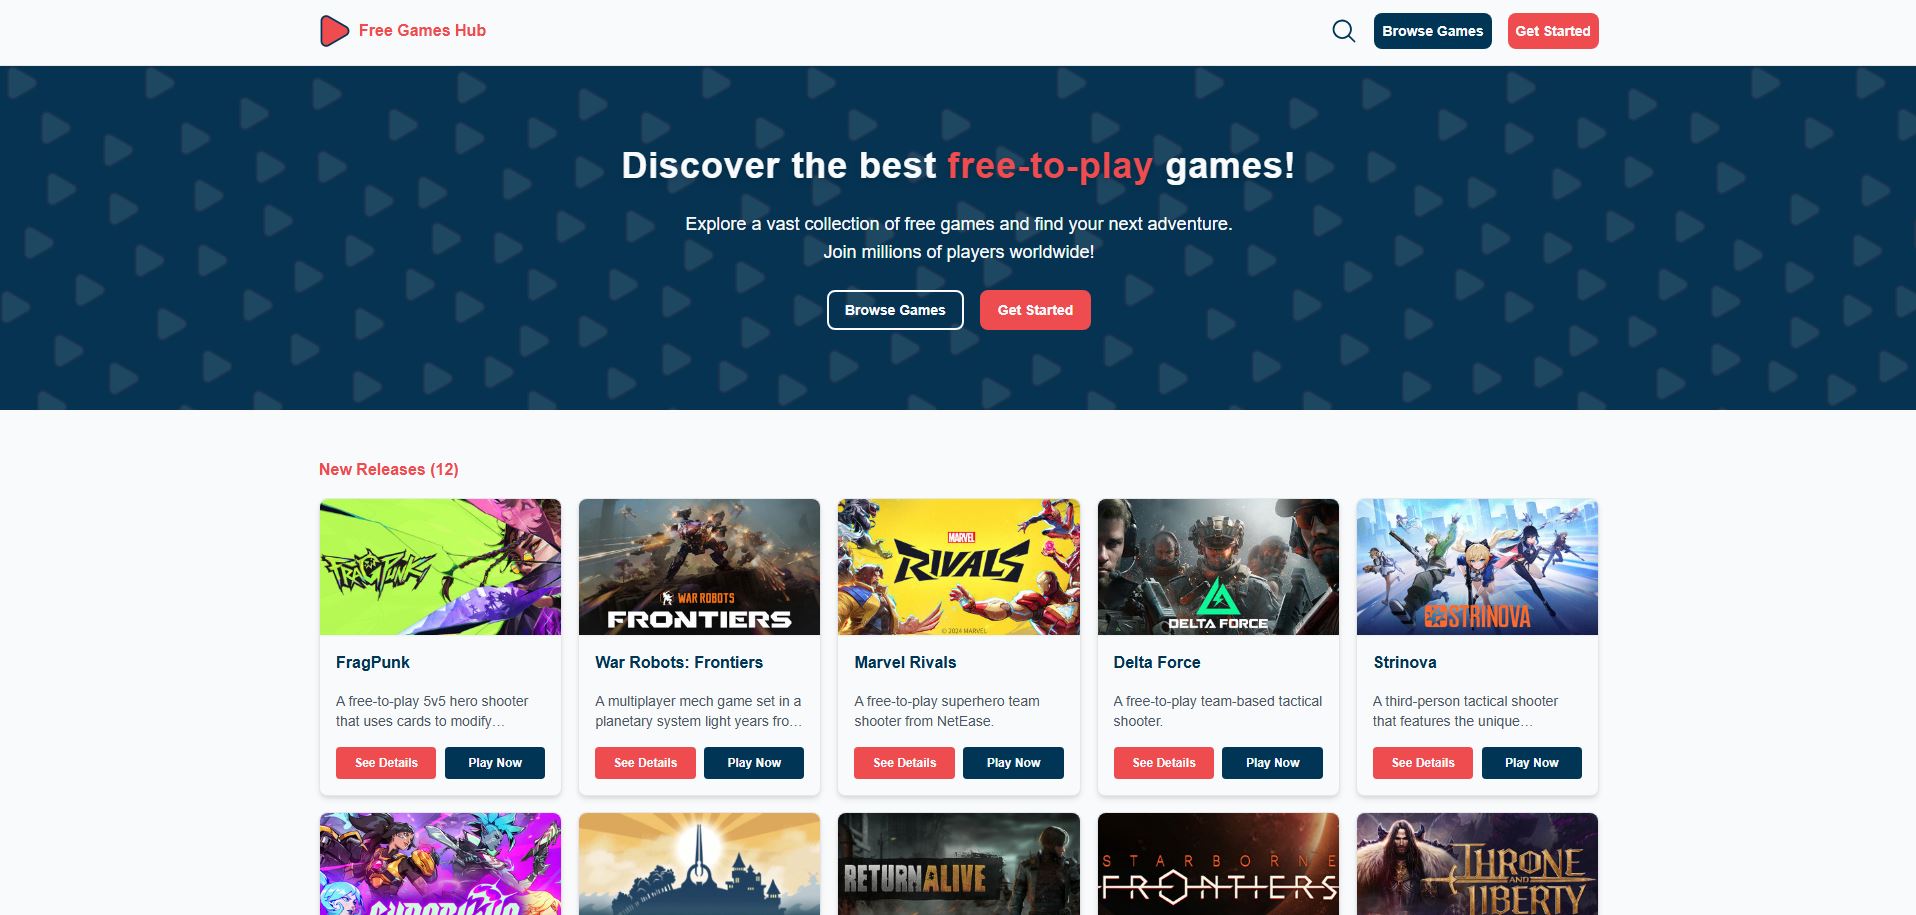 Free Games Hub
Browse Games
Get Started
Discover the best free-to-play games!
Explore a vast collection of free games and find your next adventure.
Join millions of players worldwide!
Browse Games
Get Started
New Releases (12)
FRAGPUNK
WAR ROBOTS
FRONTIERS
MARVEL
RIVALS
© 2024 MARVEL
DELTA FORCE
STRINOVA
FragPunk
War Robots: Frontiers
Marvel Rivals
Delta Force
Strinova
A free-to-play 5v5 hero shooter
that uses cards to modify…
A multiplayer mech game set in a
planetary system light years fro…
A free-to-play superhero team
shooter from NetEase.
A free-to-play team-based tactical
shooter.
A third-person tactical shooter
that features the unique…
See Details
Play Now
See Details
Play Now
See Details
Play Now
See Details
Play Now
See Details
Play Now
RETURN ALIVE
STARBORNE
FRONTIERS
THRONE
AND
LIBERTY